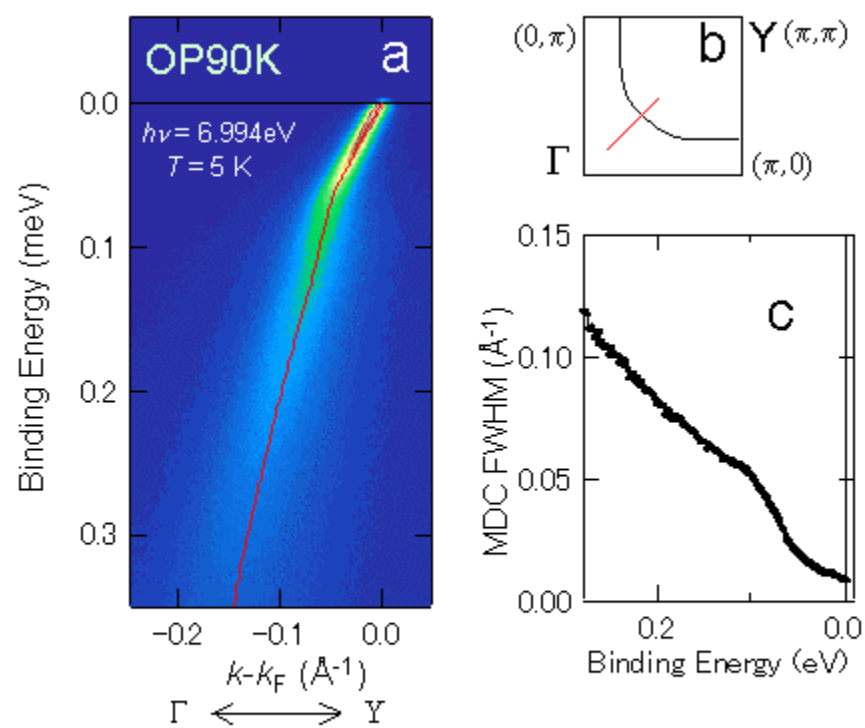 OP90K
a
hν = 6.994eV
T = 5 K
0.0
0.1
0.2
0.3
Binding Energy (meV)
−0.2
−0.1
0.0
k-kF (Å-1)
Γ
Y
(0,π)
b
Y (π,π)
Γ
(π,0)
c
0.15
0.10
0.05
0.00
MDC FWHM (Å-1)
0.2
0.0
Binding Energy (eV)